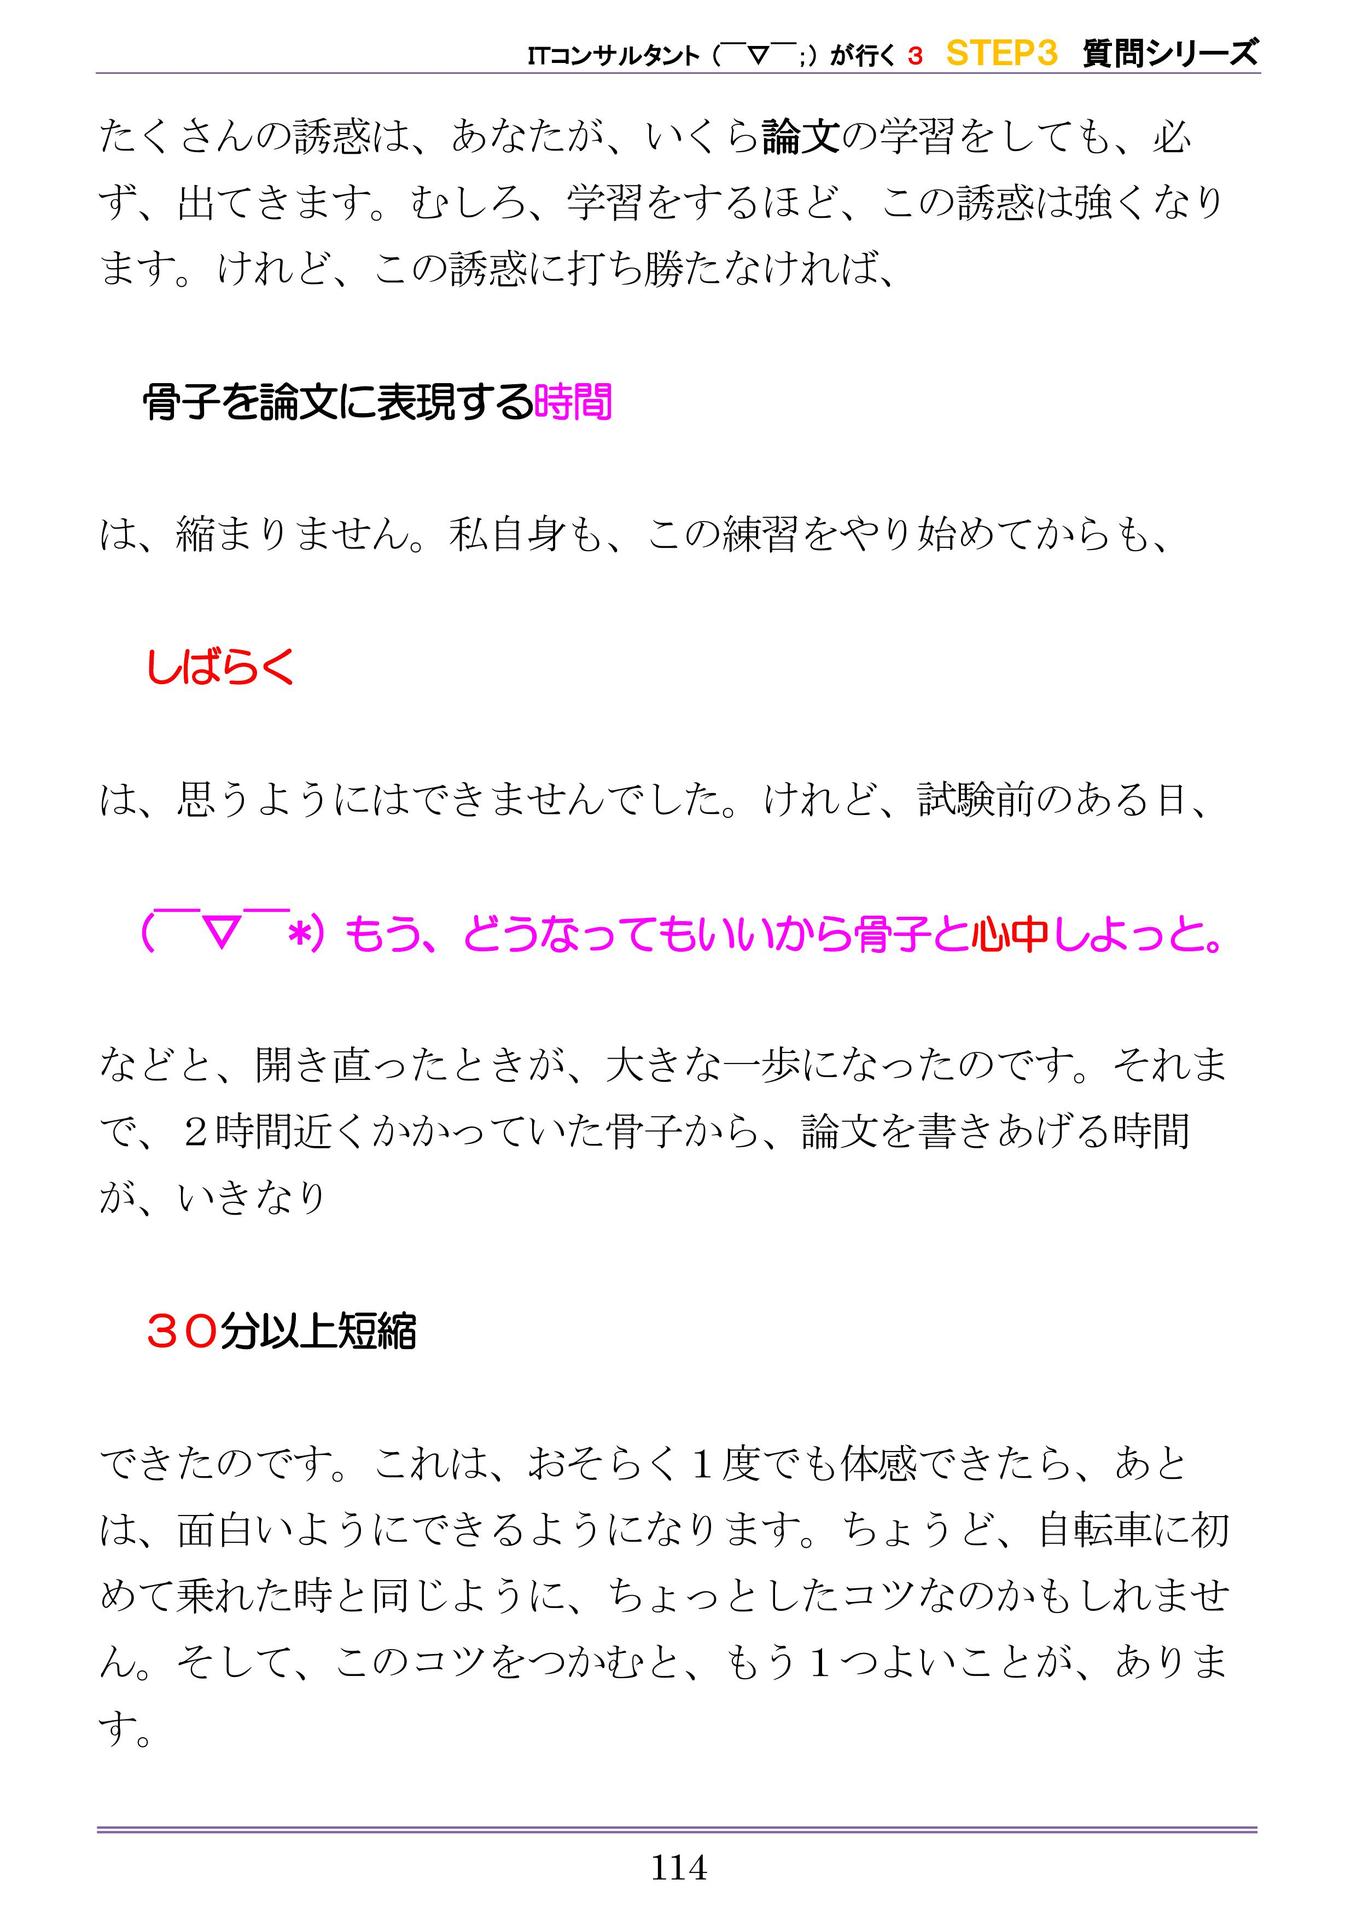 ITコンサルタント（￣▽￣;）が行く 3 STEP3 質問シリーズ
たくさんの誘惑は、あなたが、いくら論文の学習をしても、必
ず、出てきます。むしろ、学習をするほど、この誘惑は強くなり
ます。けれど、この誘惑に打ち勝たなければ、
骨子を論文に表現する時間
は、縮まりません。私自身も、この練習をやり始めてからも、
しばらく
は、思うようにはできませんでした。けれど、試験前のある日、
（￣▽￣*）もう、どうなってもいいから骨子と心中しよっと。
などと、開き直ったときが、大きな一歩になったのです。それま
で、２時間近くかかっていた骨子から、論文を書きあげる時間
が、いきなり
３０分以上短縮
できたのです。これは、おそらく１度でも体感できたら、あと
は、面白いようにできるようになります。ちょうど、自転車に初
めて乗れた時と同じように、ちょっとしたコツなのかもしれませ
ん。そして、このコツをつかむと、もう１つよいことが、ありま
す。
114